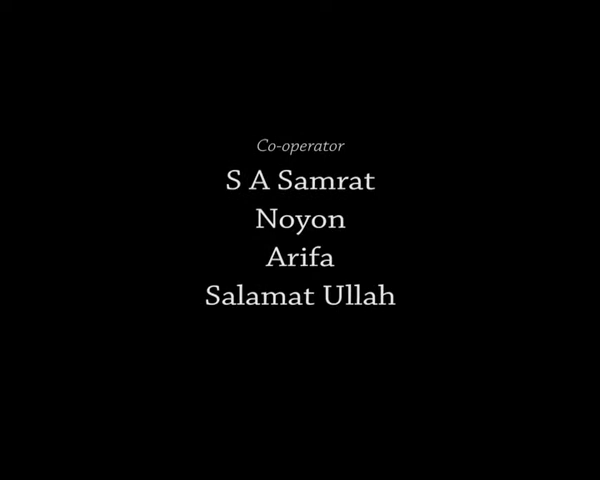 Co-operator
S A Samrat
Noyon
Arifa
Salamat Ullah